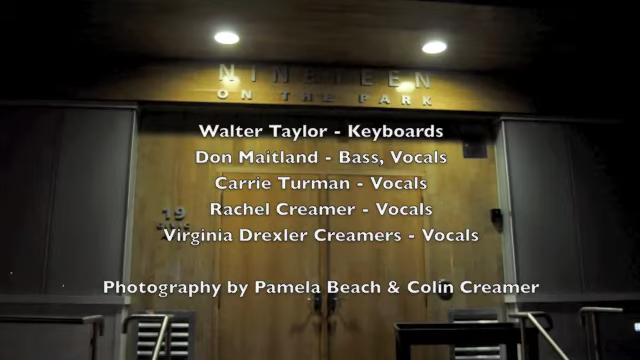 NINETEEN
ON THE PARK
Walter Taylor - Keyboards
Don Maitland - Bass, Vocals
Carrie Turman - Vocals
Rachel Creamer - Vocals
19
Virginia Drexler Creamers - Vocals
Photography by Pamela Beach & Colin Creamer